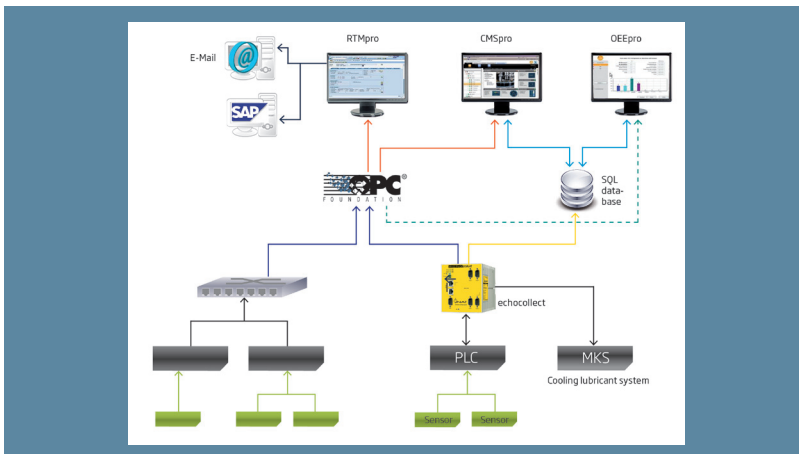 RTMpro
CMSpro
OEEpro
E-Mail
@
SAP
OPC®
FOUNDATION
SQL
data-
base
echocollect
PLC
MKS
Cooling lubricant system
Sensor
Sensor